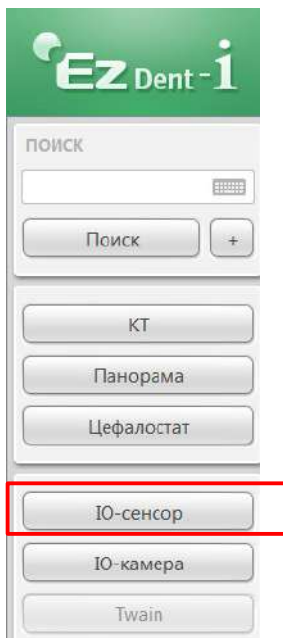 Ez Dent-i
ПОИСК
Поиск +
КТ
Панорама
Цефалостат
IO-сенсор
IO-камера
Twain